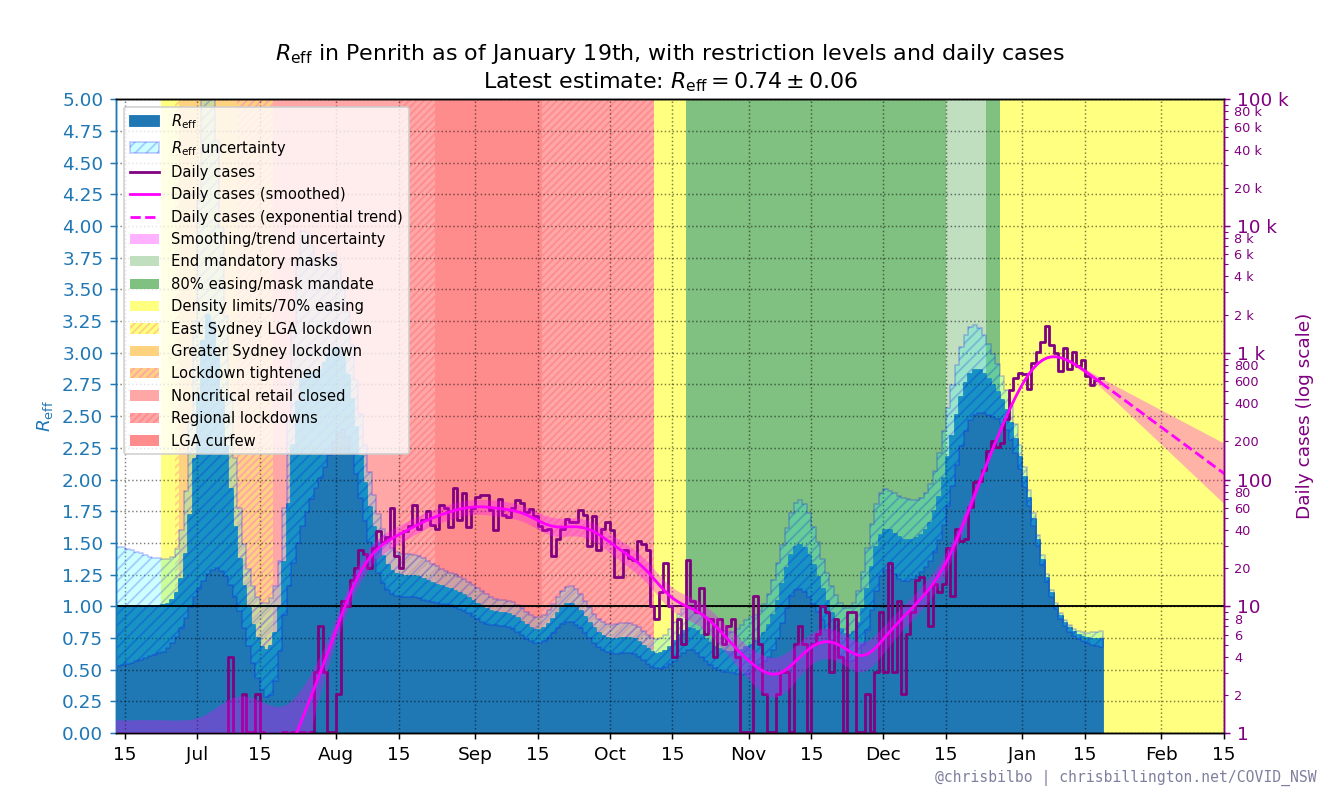 R_eff in Penrith as of January 19th, with restriction levels and daily cases
Latest estimate: R_eff = 0.74 ± 0.06
5.00
4.75
4.50
4.25
4.00
3.75
3.50
3.25
3.00
2.75
2.50
2.25
2.00
1.75
1.50
1.25
1.00
0.75
0.50
0.25
0.00
R_eff
R_eff
R_eff uncertainty
Daily cases
Daily cases (smoothed)
Daily cases (exponential trend)
Smoothing/trend uncertainty
End mandatory masks
80% easing/mask mandate
Density limits/70% easing
East Sydney LGA lockdown
Greater Sydney lockdown
Lockdown tightened
Noncritical retail closed
Regional lockdowns
LGA curfew
100 k
80 k
60 k
40 k
20 k
10 k
8 k
6 k
4 k
2 k
1 k
800
600
400
200
100
80
60
40
20
10
8
6
4
2
1
Daily cases (log scale)
15 Jul 15 Aug 15 Sep 15 Oct 15 Nov 15 Dec 15 Jan 15 Feb 15
@chrisbilbo | chrisbillington.net/COVID_NSW